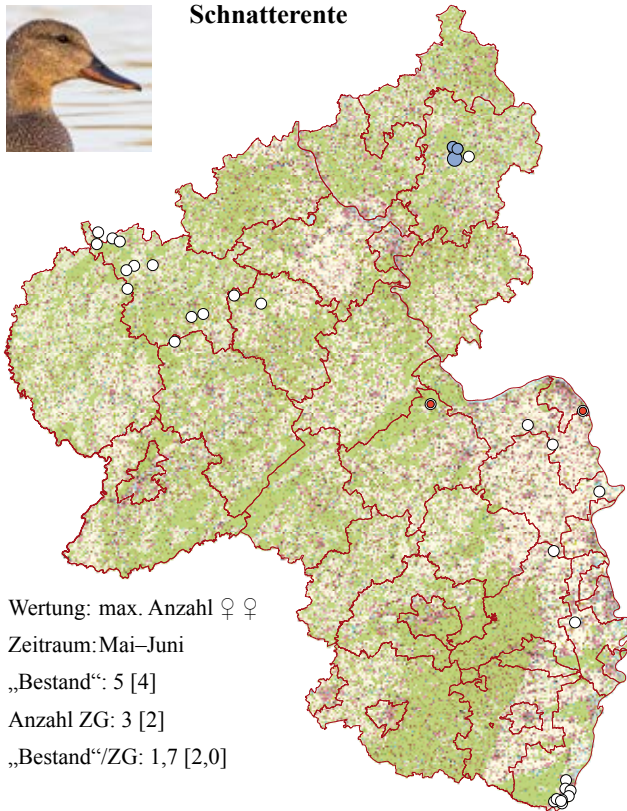 Schnatterente
Wertung: max. Anzahl ♀ ♀
Zeitraum:Mai–Juni
„Bestand“: 5 [4]
Anzahl ZG: 3 [2]
„Bestand“/ZG: 1,7 [2,0]